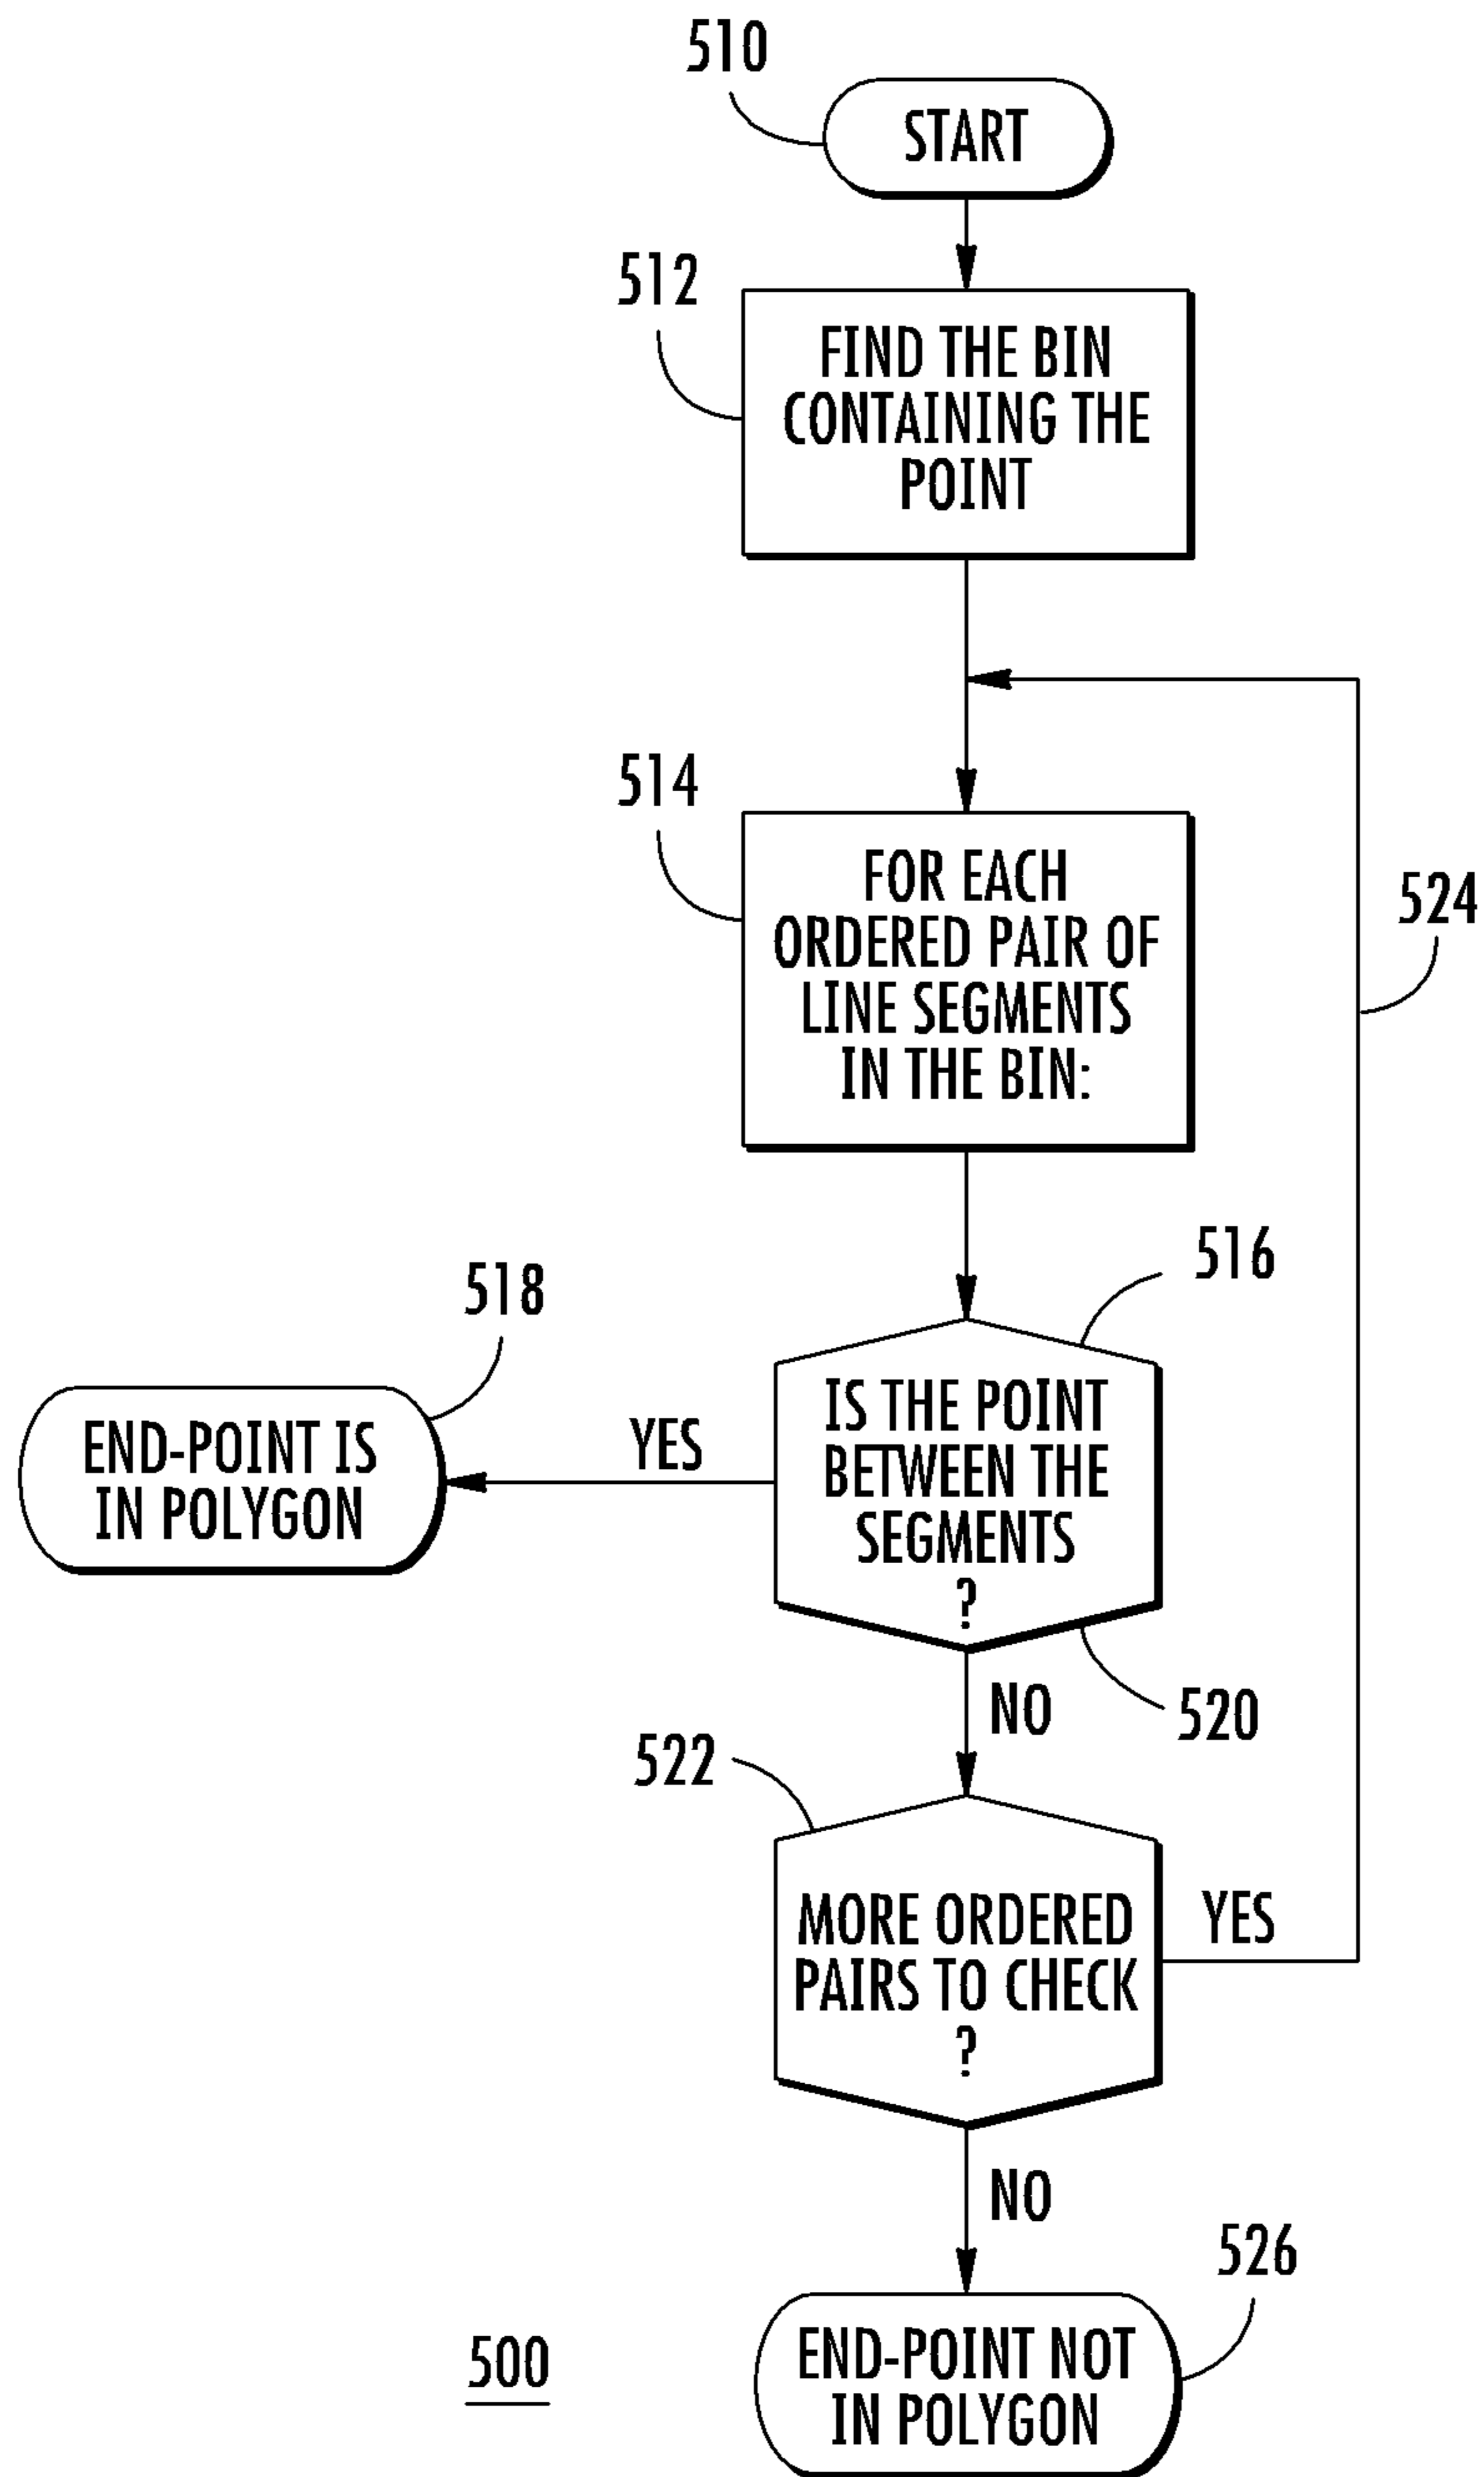 510
START
512
FIND THE BIN
CONTAINING THE
POINT
514
FOR EACH
ORDERED PAIR OF
LINE SEGMENTS
IN THE BIN:
524
516
518
END-POINT IS
IN POLYGON
YES
IS THE POINT
BETWEEN THE
SEGMENTS
?
NO
520
522
MORE ORDERED
PAIRS TO CHECK
?
YES
NO
526
END-POINT NOT
IN POLYGON
500